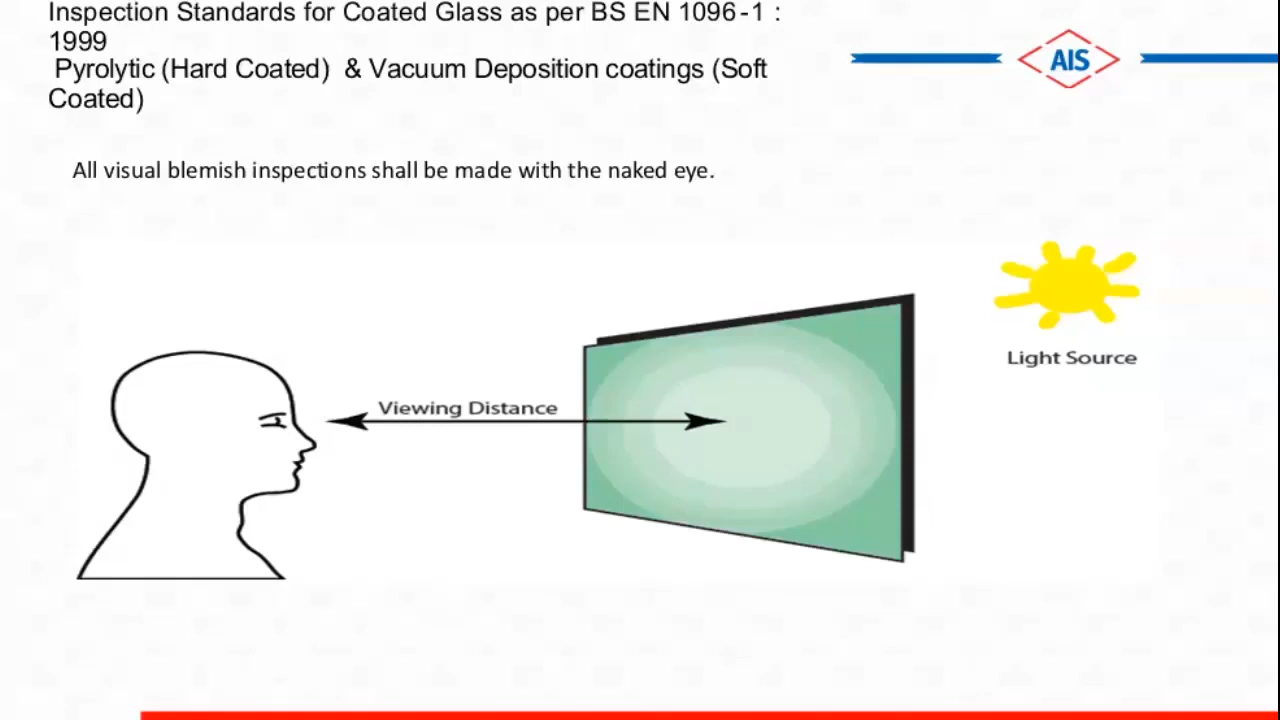 Inspection Standards for Coated Glass as per BS EN 1096-1 :
1999
Pyrolytic (Hard Coated) & Vacuum Deposition coatings (Soft
Coated)
AIS
All visual blemish inspections shall be made with the naked eye.
Light Source
Viewing Distance